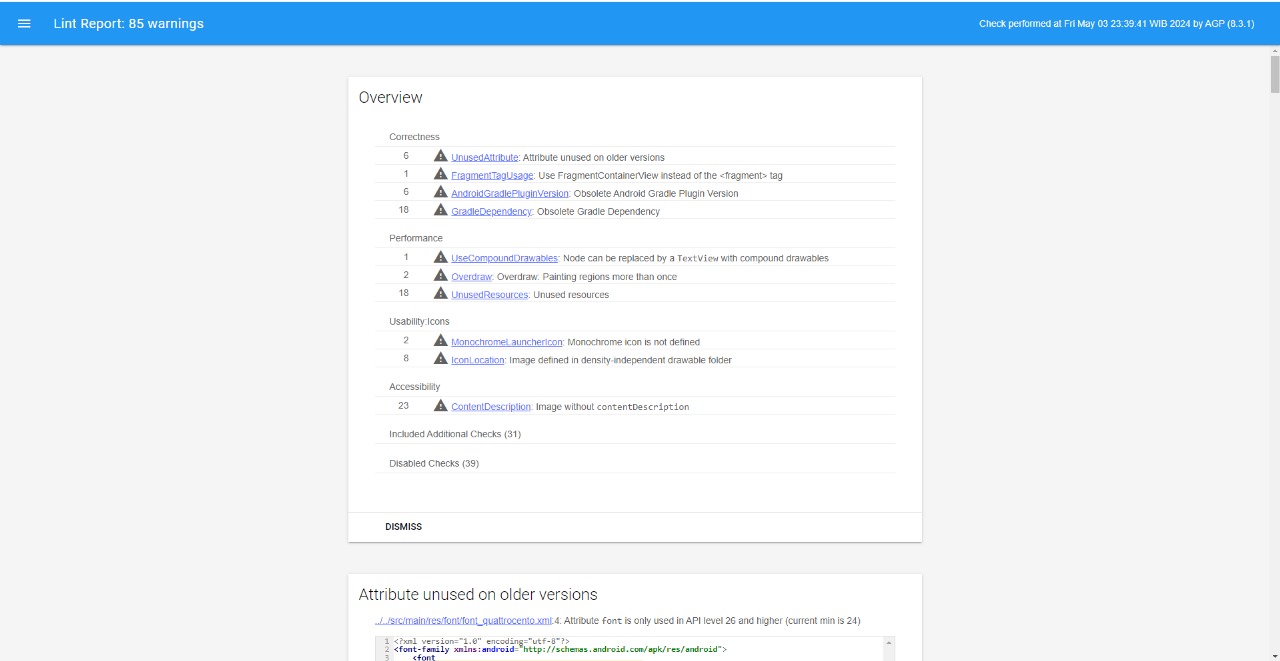 Lint Report: 85 warnings
Check performed at Fri May 03 23:39:41 WIB 2024 by AGP (8.3.1)
Overview
Correctness
6 UnusedAttribute: Attribute unused on older versions
1 FragmentTagUsage: Use FragmentContainerView instead of the <fragment> tag
6 AndroidGradlePluginVersion: Obsolete Android Gradle Plugin Version
18 GradleDependency: Obsolete Gradle Dependency
Performance
1 UseCompoundDrawables: Node can be replaced by a TextView with compound drawables
2 Overdraw: Overdraw: Painting regions more than once
18 UnusedResources: Unused resources
Usability:Icons
2 MonochromeLauncherIcon: Monochrome icon is not defined
8 IconLocation: Image defined in density-independent drawable folder
Accessibility
23 ContentDescription: Image without contentDescription
Included Additional Checks (31)
Disabled Checks (39)
DISMISS
Attribute unused on older versions
../../src/main/res/font/font_quattrocento.xml:4: Attribute font is only used in API level 26 and higher (current min is 24)
1 <?xml version="1.0" encoding="utf-8"?>
2 <font-family xmlns:android="http://schemas.android.com/apk/res/android">
3 <font